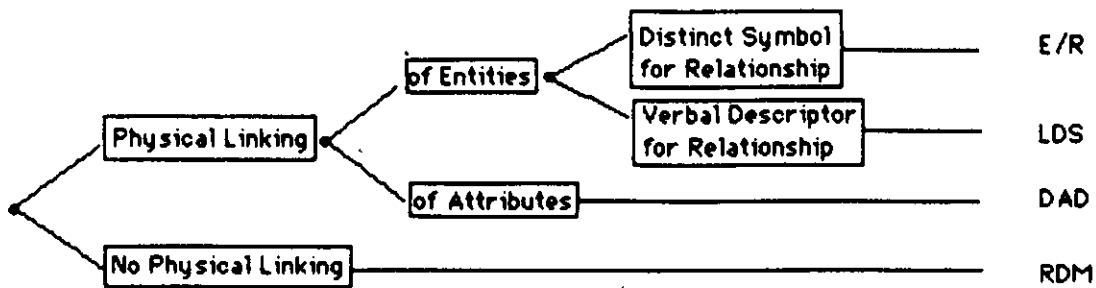 Distinct Symbol
for Relationship
E/R
of Entities
Verbal Descriptor
for Relationship
LDS
Physical Linking
of Attributes
DAD
No Physical Linking
RDM